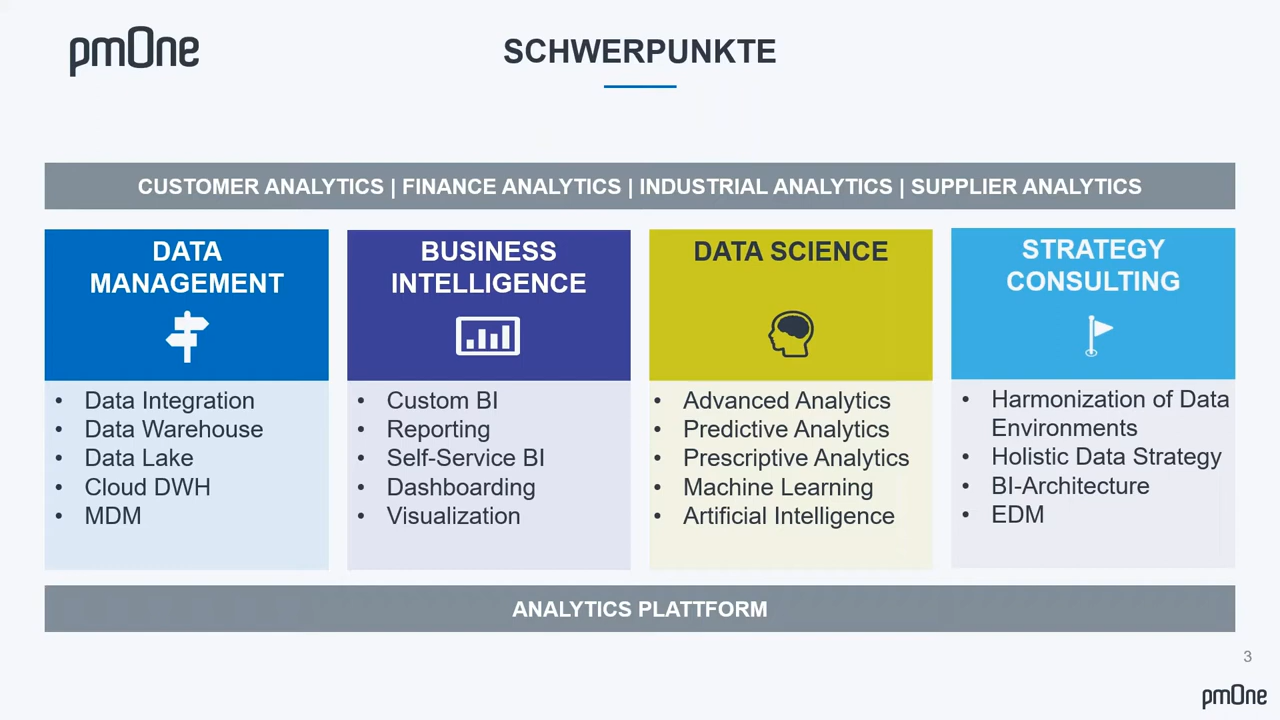 pmOne
SCHWERPUNKTE
CUSTOMER ANALYTICS | FINANCE ANALYTICS | INDUSTRIAL ANALYTICS | SUPPLIER ANALYTICS
DATA
MANAGEMENT
• Data Integration
• Data Warehouse
• Data Lake
• Cloud DWH
• MDM
BUSINESS
INTELLIGENCE
• Custom BI
• Reporting
• Self-Service BI
• Dashboarding
• Visualization
DATA SCIENCE
• Advanced Analytics
• Predictive Analytics
• Prescriptive Analytics
• Machine Learning
• Artificial Intelligence
STRATEGY
CONSULTING
• Harmonization of Data
Environments
• Holistic Data Strategy
• BI-Architecture
• EDM
ANALYTICS PLATTFORM
3
pmOne